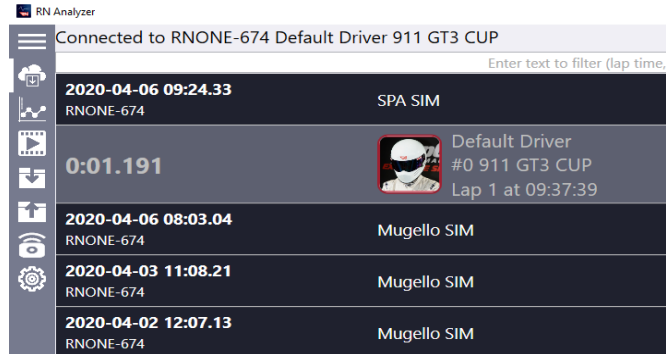 RN Analyzer
Connected to RNONE-674 Default Driver 911 GT3 CUP
Enter text to filter (lap time,
2020-04-06 09:24.33
RNONE-674
SPA SIM
0:01.191
Default Driver
#0 911 GT3 CUP
Lap 1 at 09:37:39
2020-04-06 08:03.04
RNONE-674
Mugello SIM
2020-04-03 11:08.21
RNONE-674
Mugello SIM
2020-04-02 12:07.13
RNONE-674
Mugello SIM